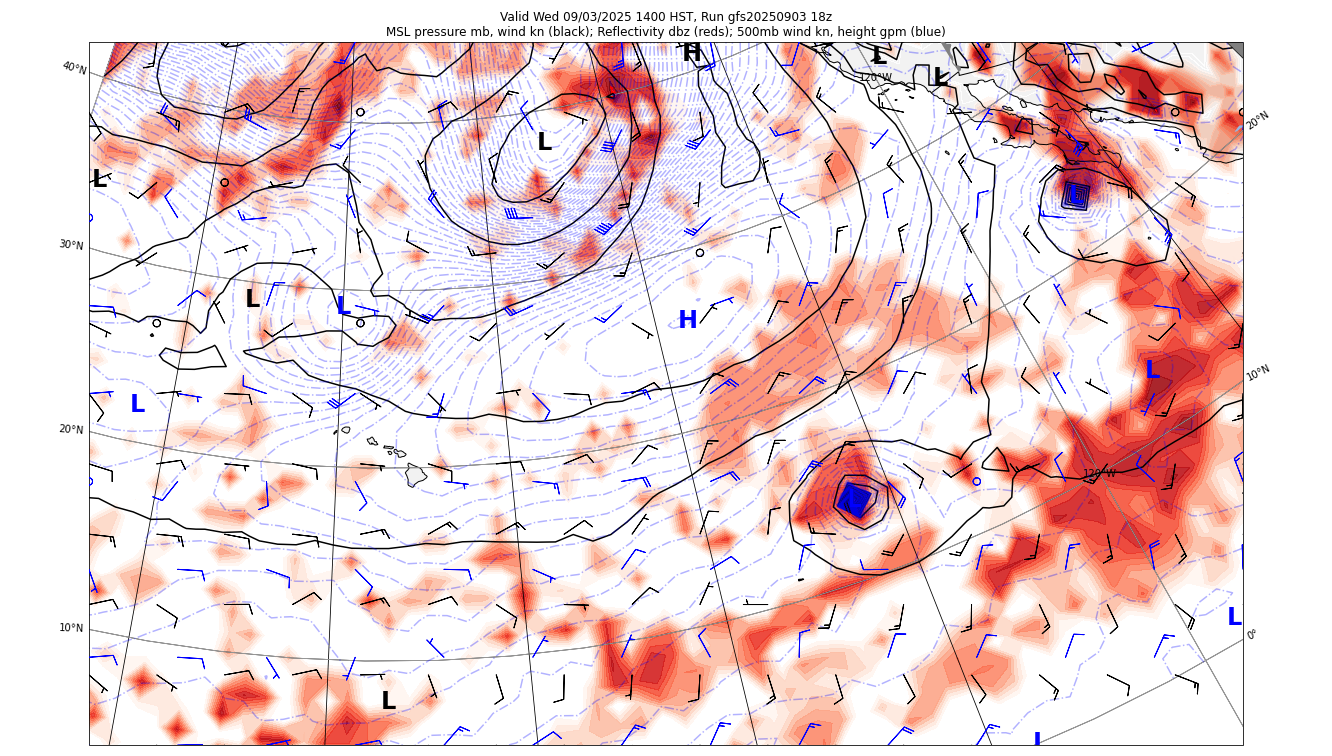 Valid Wed 09/03/2025 1400 HST, Run gfs20250903 18z
MSL pressure mb, wind kn (black); Reflectivity dbz (reds); 500mb wind kn, height gpm (blue)
H
L
L
120°W
40°N
20°N
L
L
30°N
L
L
H
L
10°N
L
20°N
120°W
L
10°N
0°
L
L